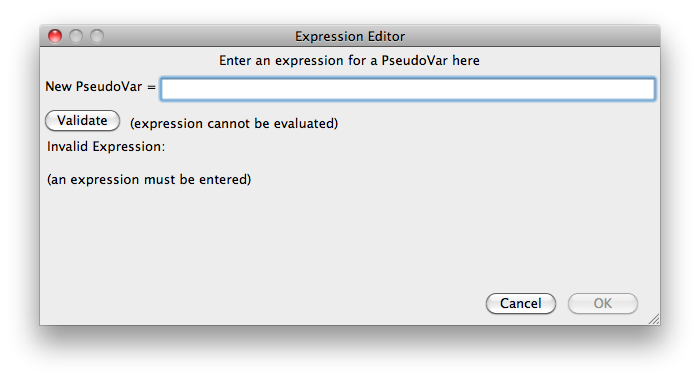 Expression Editor
Enter an expression for a PseudoVar here
New PseudoVar =
Validate (expression cannot be evaluated)
Invalid Expression:
(an expression must be entered)
Cancel OK